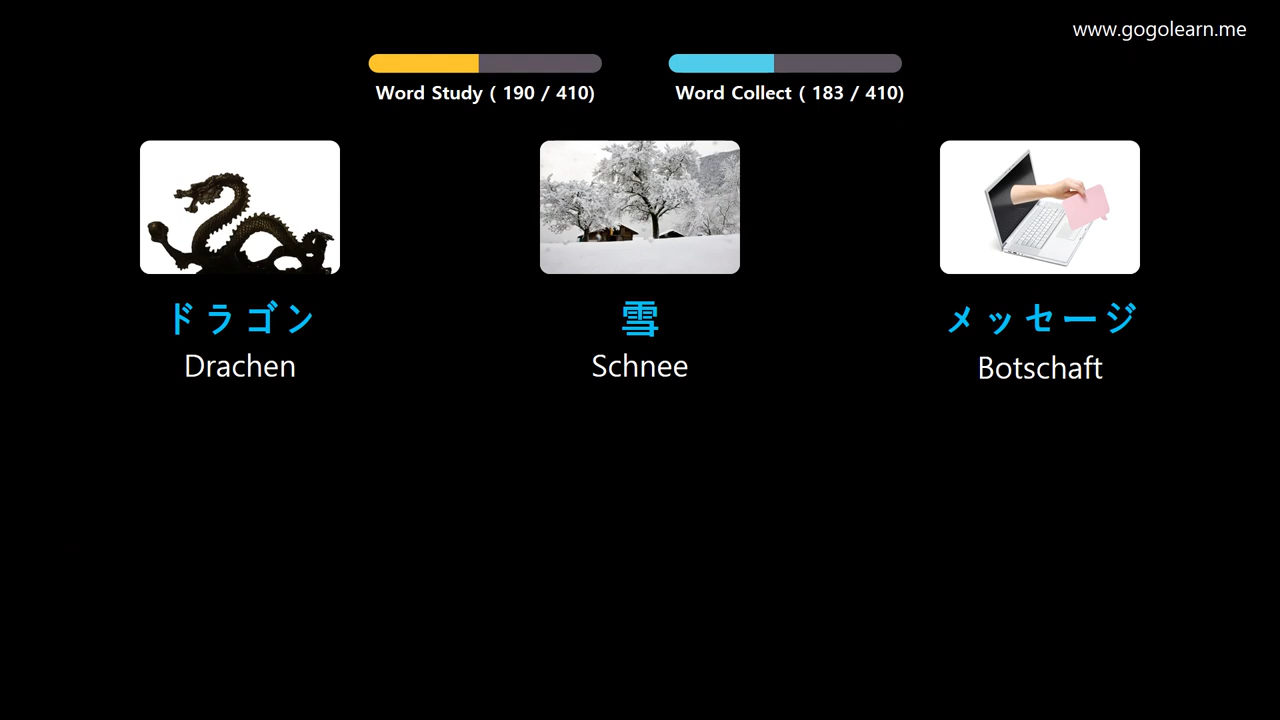 www.gogolearn.me
Word Study ( 190 / 410)
Word Collect ( 183 / 410)
ドラゴン
Drachen
雪
Schnee
メッセージ
Botschaft